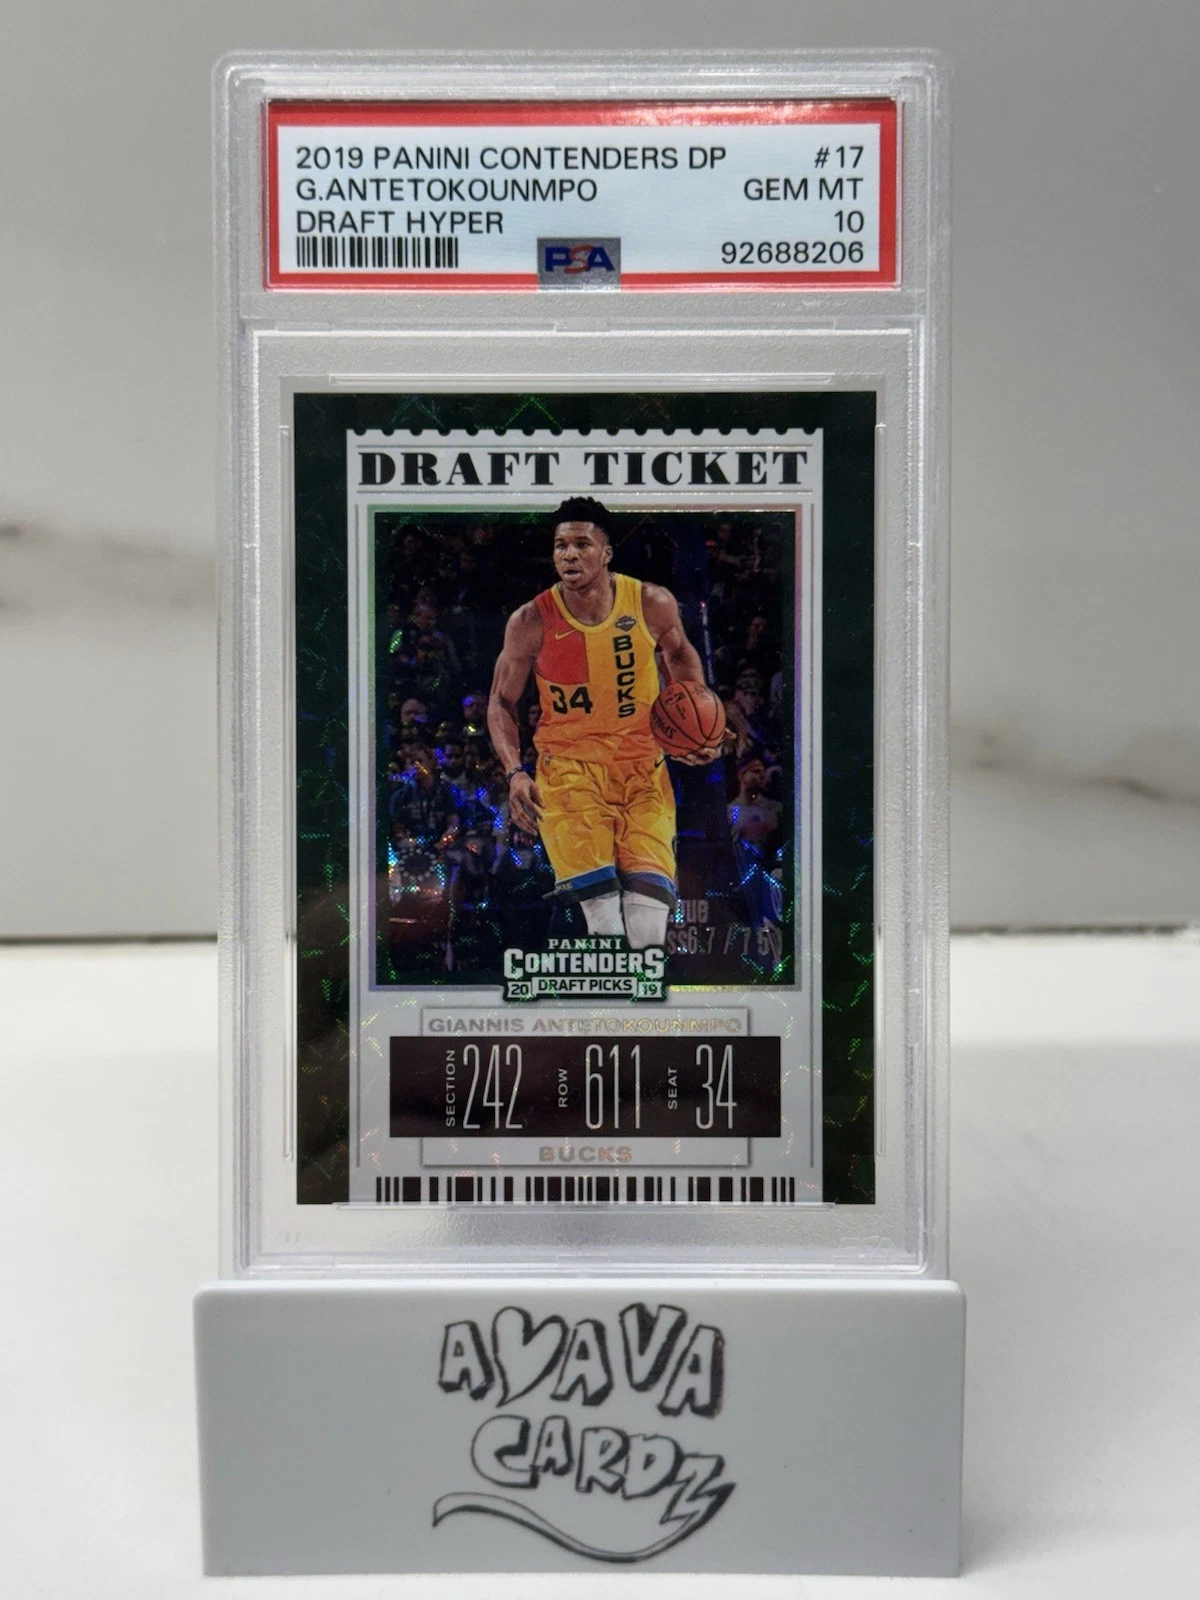 2019 PANINI CONTENDERS DP #17
G.ANTETOKOUNMPO GEM MT
DRAFT HYPER 10
PSA 92688206
DRAFT TICKET
BUCKS
34
PANINI
CONTENDERS
20 DRAFT PICKS 19
GIANNIS ANTETOKOUNMPO
SECTION 242 ROW 611 SEAT 34
BUCKS
AVAVA
CARDZ